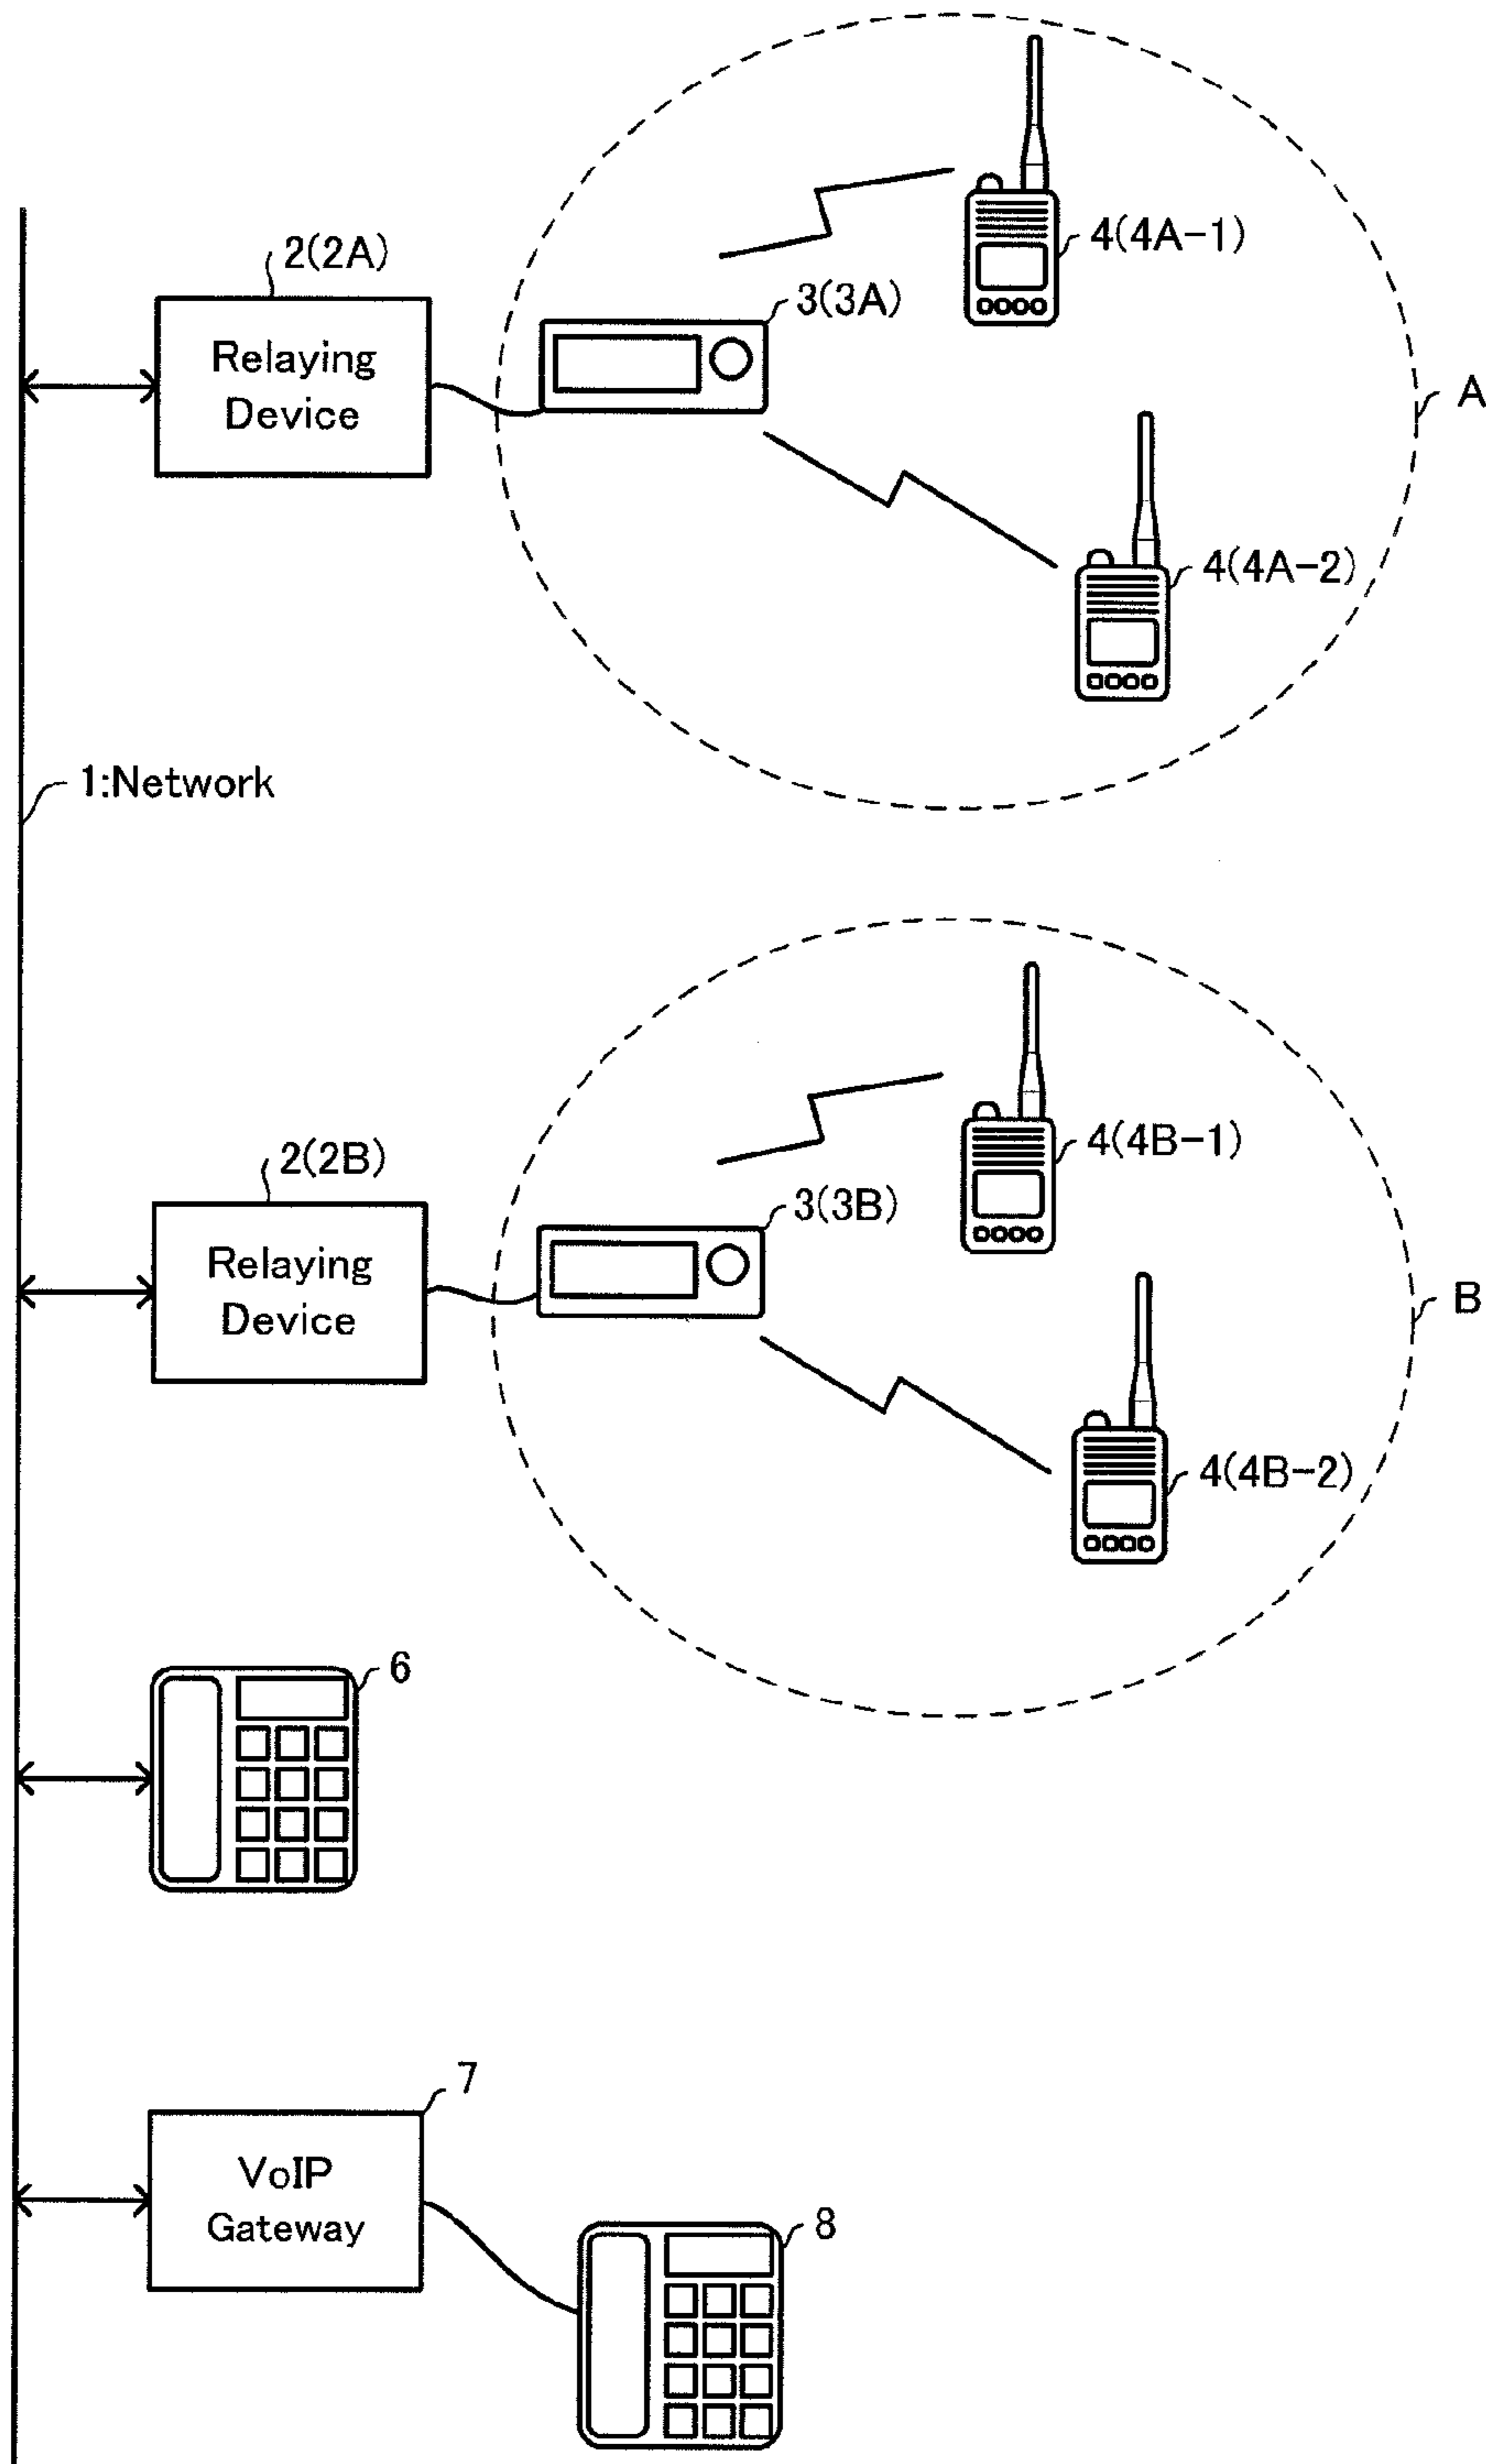 2(2A)
Relaying
Device
3(3A)
4(4A-1)
A
4(4A-2)
1:Network
2(2B)
Relaying
Device
3(3B)
4(4B-1)
B
4(4B-2)
6
7
VoIP
Gateway
8